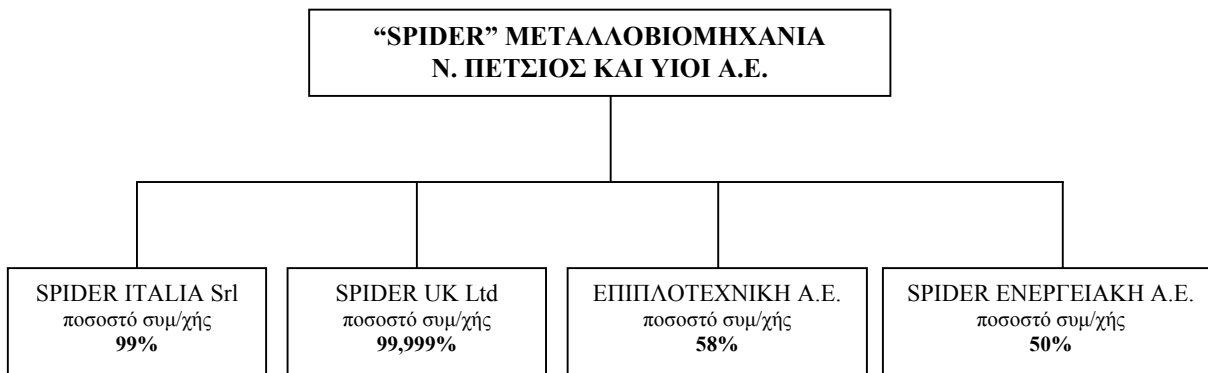 “SPIDER” ΜΕΤΑΛΛΟΒΙΟΜΗΧΑΝΙΑ
Ν. ΠΕΤΣΙΟΣ ΚΑΙ ΥΙΟΙ Α.Ε.
SPIDER ITALIA Srl
ποσοστό συμ/χής
99%
SPIDER UK Ltd
ποσοστό συμ/χής
99,999%
ΕΠΙΠΛΟΤΕΧΝΙΚΗ Α.Ε.
ποσοστό συμ/χής
58%
SPIDER ΕΝΕΡΓΕΙΑΚΗ Α.Ε.
ποσοστό συμ/χής
50%